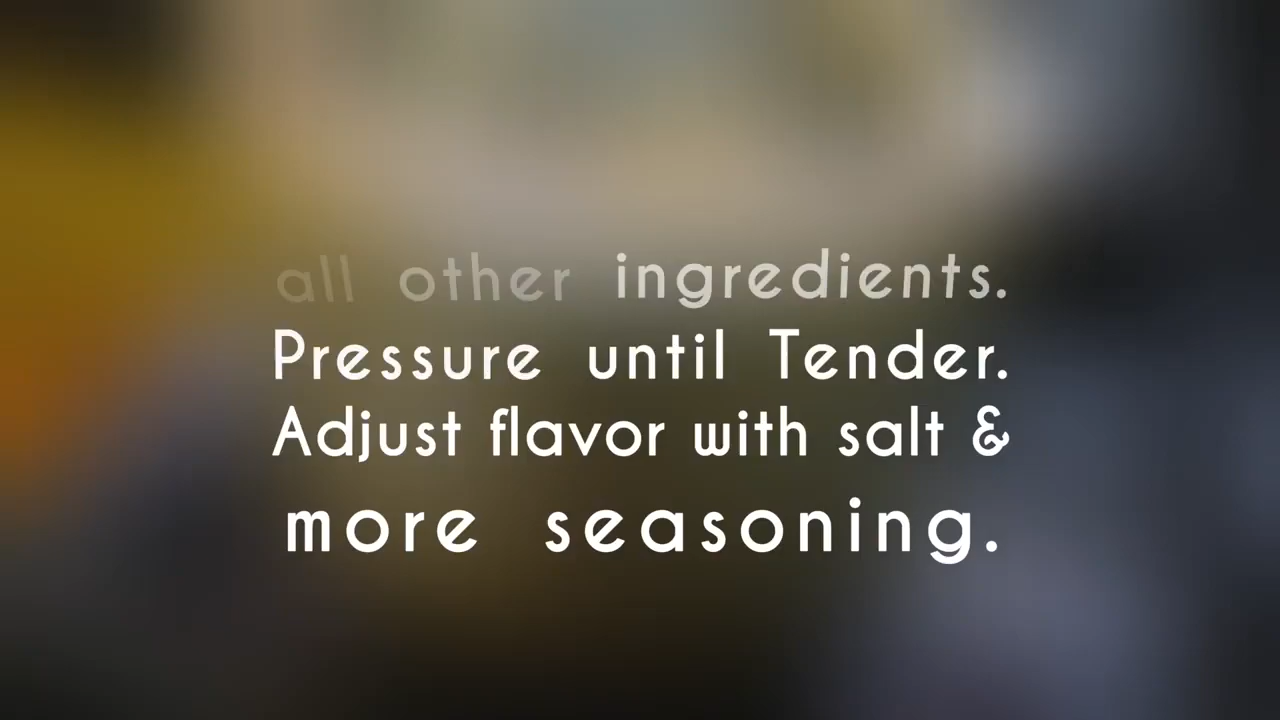 all other ingredients.
Pressure until Tender.
Adjust flavor with salt &
more seasoning.